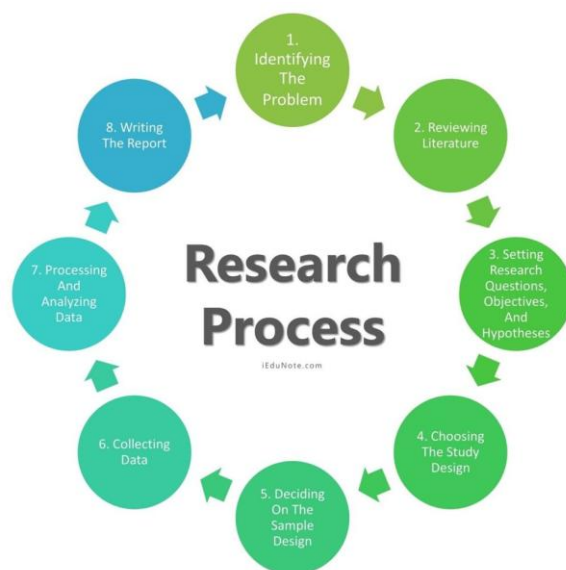 1.
Identifying
The
Problem
2. Reviewing
Literature
3. Setting
Research
Questions,
Objectives,
And
Hypotheses
4. Choosing
The Study
Design
5. Deciding
On The
Sample
Design
6. Collecting
Data
7. Processing
And
Analyzing
Data
8. Writing
The Report
Research
Process
iEduNote.com